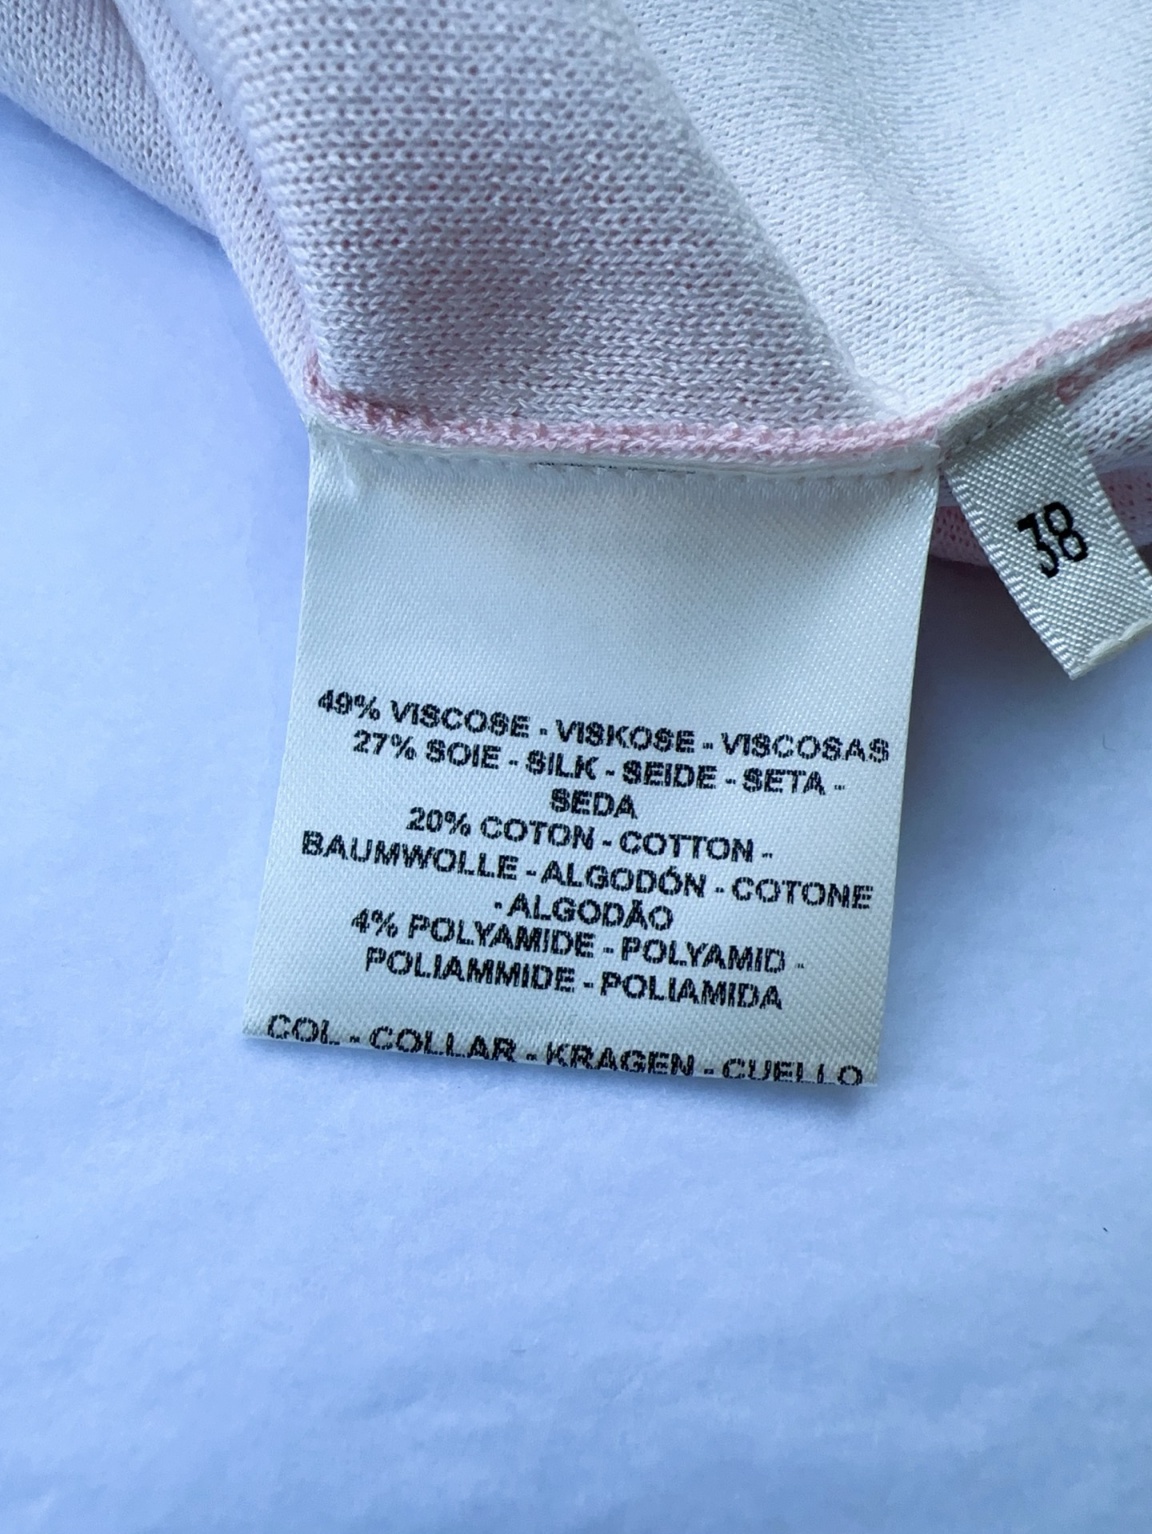 49% VISCOSE - VISKOSE - VISCOSAS
27% SOIE - SILK - SEIDE - SETA -
SEDA
20% COTON - COTTON -
BAUMWOLLE - ALGODÓN - COTONE
- ALGODÃO
4% POLYAMIDE - POLYAMID -
POLIAMMIDE - POLIAMIDA
COL - COLLAR - KRAGEN - CUELLO
38